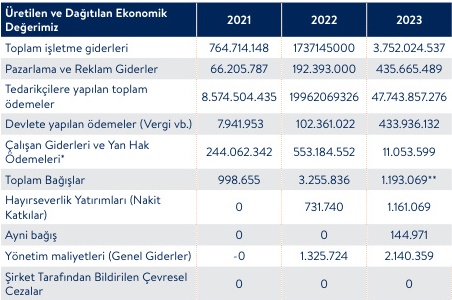 Üretilen ve Dağıtılan Ekonomik Değerimiz 2021 2022 2023
Toplam işletme giderleri 764.714.148 1737145000 3.752.024.537
Pazarlama ve Reklam Giderler 66.205.787 192.393.000 435.665.489
Tedarikçilere yapılan toplam ödemeler 8.574.504.435 19962069326 47.743.857.276
Devlete yapılan ödemeler (Vergi vb.) 7.941.953 102.361.022 433.936.132
Çalışan Giderleri ve Yan Hak Ödemeleri* 244.062.342 553.184.552 11.053.599
Toplam Bağışlar 998.655 3.255.836 1.193.069**
Hayırseverlik Yatırımları (Nakit Katkılar) 0 731.740 1.161.069
Ayni bağış 0 0 144.971
Yönetim maliyetleri (Genel Giderler) -0 1.325.724 2.140.359
Şirket Tarafından Bildirilen Çevresel Cezalar 0 0 0